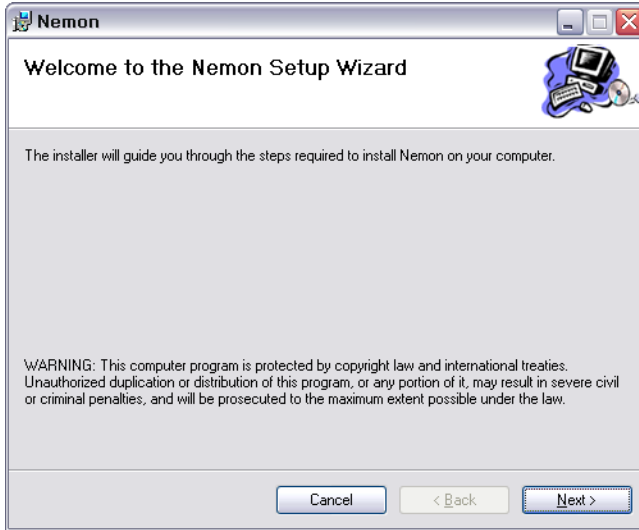 Nemon
Welcome to the Nemon Setup Wizard
The installer will guide you through the steps required to install Nemon on your computer.
WARNING: This computer program is protected by copyright law and international treaties.
Unauthorized duplication or distribution of this program, or any portion of it, may result in severe civil
or criminal penalties, and will be prosecuted to the maximum extent possible under the law.
Cancel
< Back
Next >